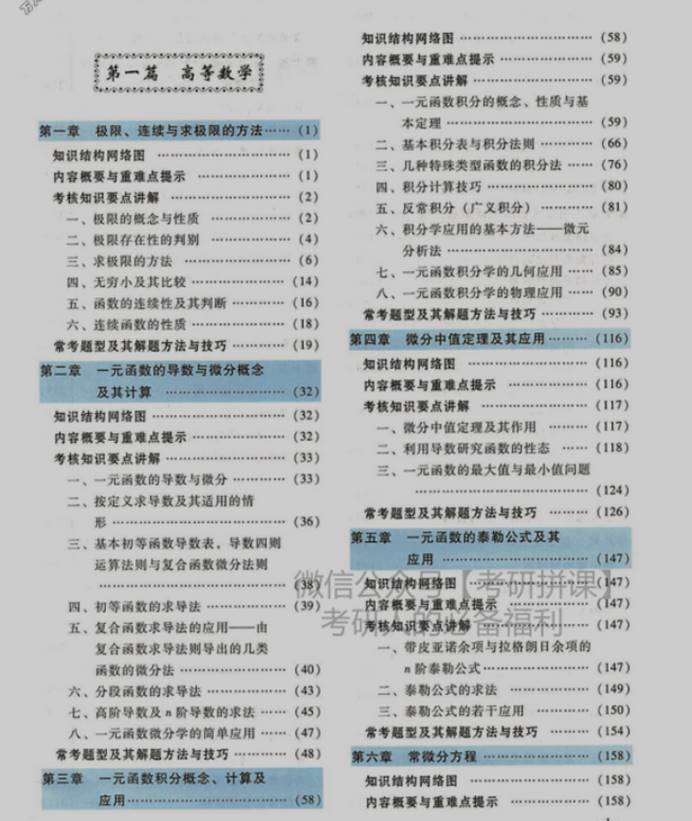 第一篇 高等数学
第一章 极限、连续与求极限的方法…… (1)
知识结构网络图 ……………………… (1)
内容概要与重难点提示 ……………… (1)
考核知识要点讲解 …………………… (2)
一、极限的概念与性质 ……………… (2)
二、极限存在性的判别 ……………… (4)
三、求极限的方法 …………………… (6)
四、无穷小及其比较 ………………… (14)
五、函数的连续性及其判断 ………… (16)
六、连续函数的性质 ………………… (18)
常考题型及其解题方法与技巧 ……… (19)
第二章 一元函数的导数与微分概念
及其计算 ……………………… (32)
知识结构网络图 ……………………… (32)
内容概要与重难点提示 ……………… (32)
考核知识要点讲解 …………………… (33)
一、一元函数的导数与微分 ………… (33)
二、按定义求导数及其适用的情
形 ……………………………… (36)
三、基本初等函数导数表，导数四则
运算法则与复合函数微分法则
……………………………… (38)
四、初等函数的求导法 ……………… (39)
五、复合函数求导法的应用——由
复合函数求导法则导出的几类
函数的微分法 ………………… (40)
六、分段函数的求导法 ……………… (43)
七、高阶导数及 n 阶导数的求法 …… (45)
八、一元函数微分学的简单应用 …… (47)
常考题型及其解题方法与技巧 ……… (48)
第三章 一元函数积分概念、计算及
应用 …………………………… (58)
知识结构网络图 ……………………… (58)
内容概要与重难点提示 ……………… (59)
考核知识要点讲解 …………………… (59)
一、一元函数积分的概念、性质与基
本定理 ………………………… (59)
二、基本积分表与积分法则 ………… (66)
三、几种特殊类型函数的积分法 …… (76)
四、积分计算技巧 …………………… (80)
五、反常积分（广义积分） ………… (81)
六、积分学应用的基本方法——微元
分析法 ………………………… (84)
七、一元函数积分学的几何应用 …… (85)
八、一元函数积分学的物理应用 …… (90)
常考题型及其解题方法与技巧 ……… (93)
第四章 微分中值定理及其应用 ……… (116)
知识结构网络图 ……………………… (116)
内容概要与重难点提示 ……………… (116)
考核知识要点讲解 …………………… (117)
一、微分中值定理及其作用 ………… (117)
二、利用导数研究函数的性态 ……… (118)
三、一元函数的最大值与最小值问题
……………………………… (124)
常考题型及其解题方法与技巧 ……… (126)
第五章 一元函数的泰勒公式及其
应用 …………………………… (147)
知识结构网络图 ……………………… (147)
内容概要与重难点提示 ……………… (147)
考核知识要点讲解 …………………… (147)
一、带皮亚诺余项与拉格朗日余项的
n 阶泰勒公式 ………………… (147)
二、泰勒公式的求法 ………………… (149)
三、泰勒公式的若干应用 …………… (150)
常考题型及其解题方法与技巧 ……… (154)
第六章 常微分方程 …………………… (158)
知识结构网络图 ……………………… (158)
内容概要与重难点提示 ……………… (158)
微信公众号【考研拼课】
考研人的必备福利